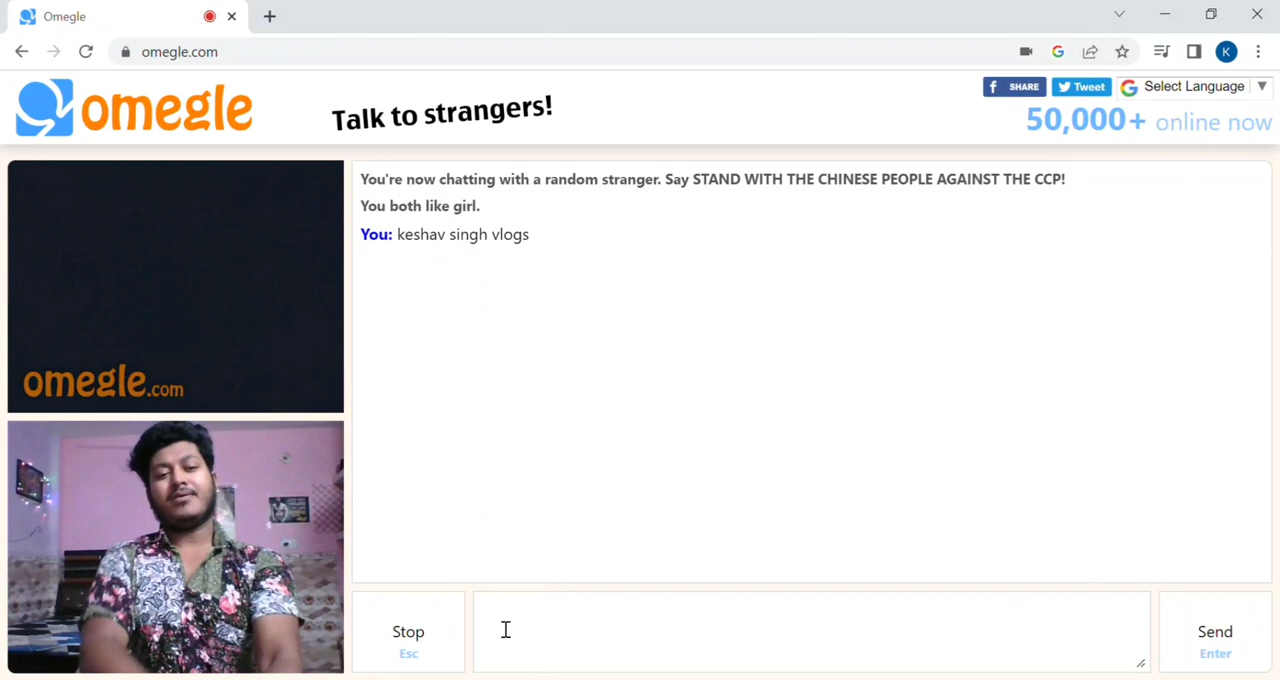 Omegle
omegle.com
K
omegle
Talk to strangers!
SHARE
Tweet
Select Language
50,000+ online now
You're now chatting with a random stranger. Say STAND WITH THE CHINESE PEOPLE AGAINST THE CCP!
You both like girl.
You: keshav singh vlogs
omegle.com
Stop
Esc
Send
Enter